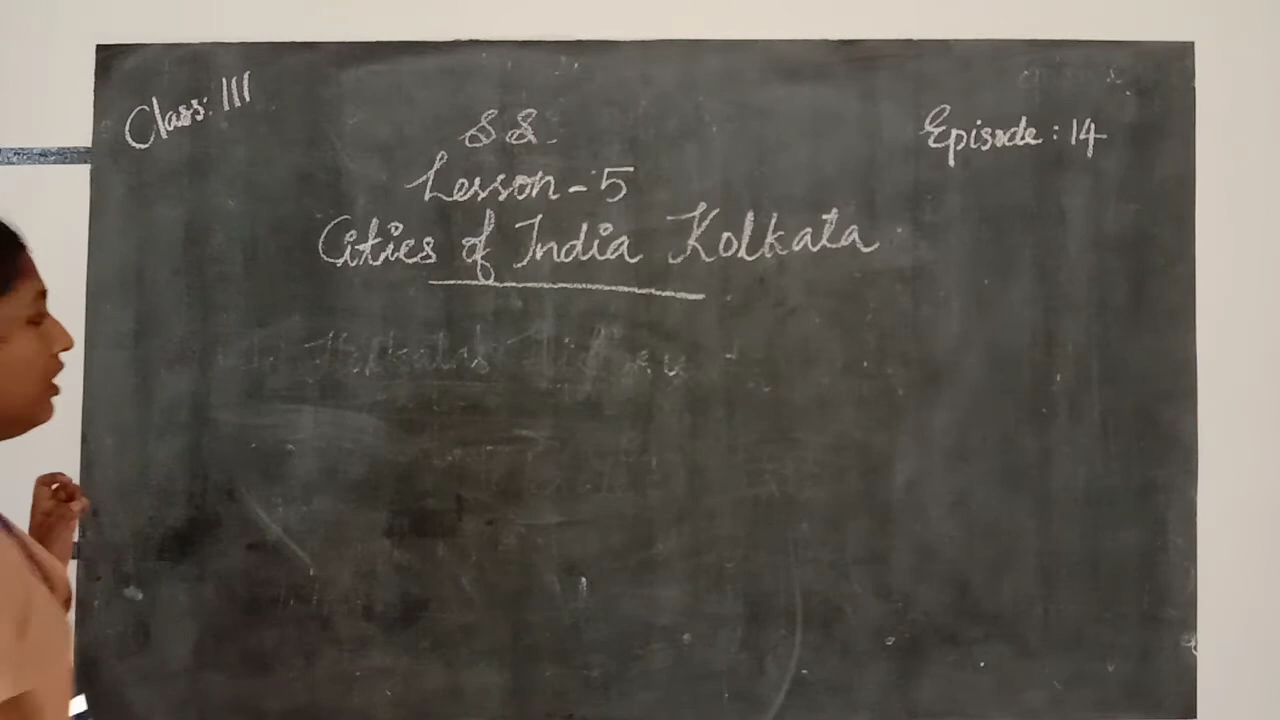 Class: III
Episode: 14
S S.
Lesson - 5
Cities of India Kolkata